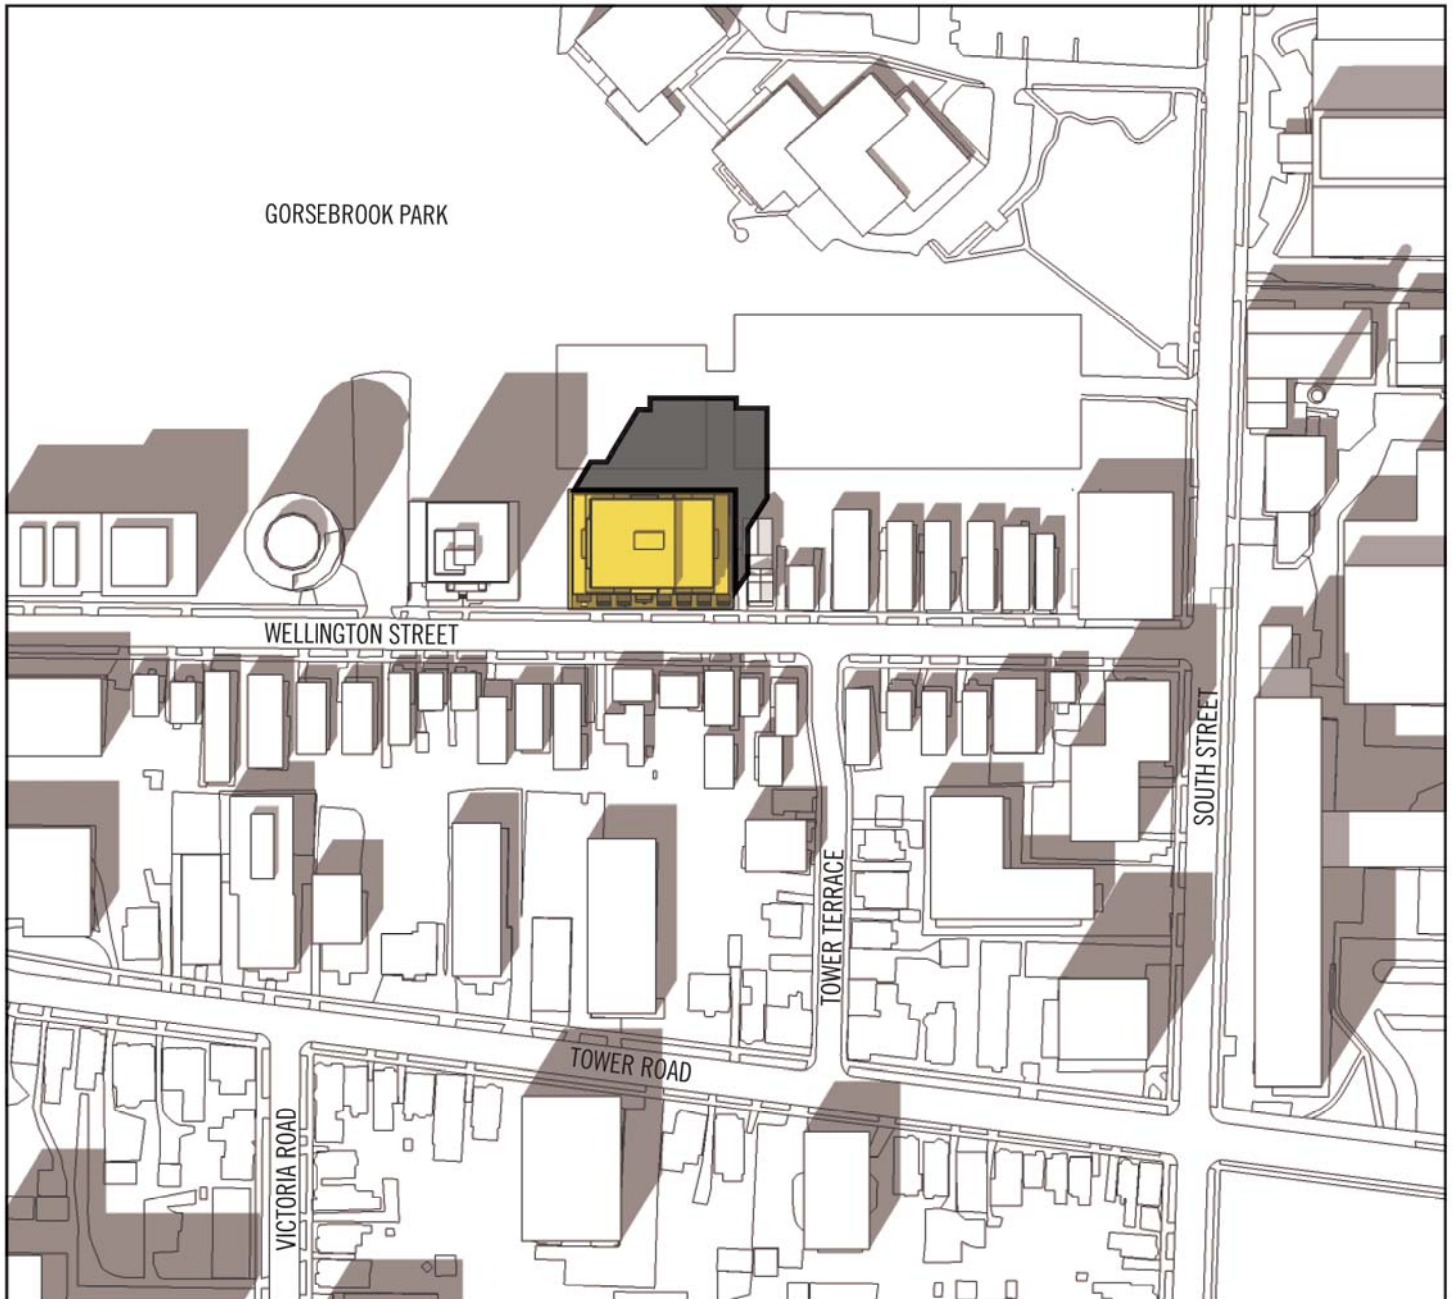 GORSEBROOK PARK
WELLINGTON STREET
SOUTH STREET
TOWER TERRACE
TOWER ROAD
VICTORIA ROAD